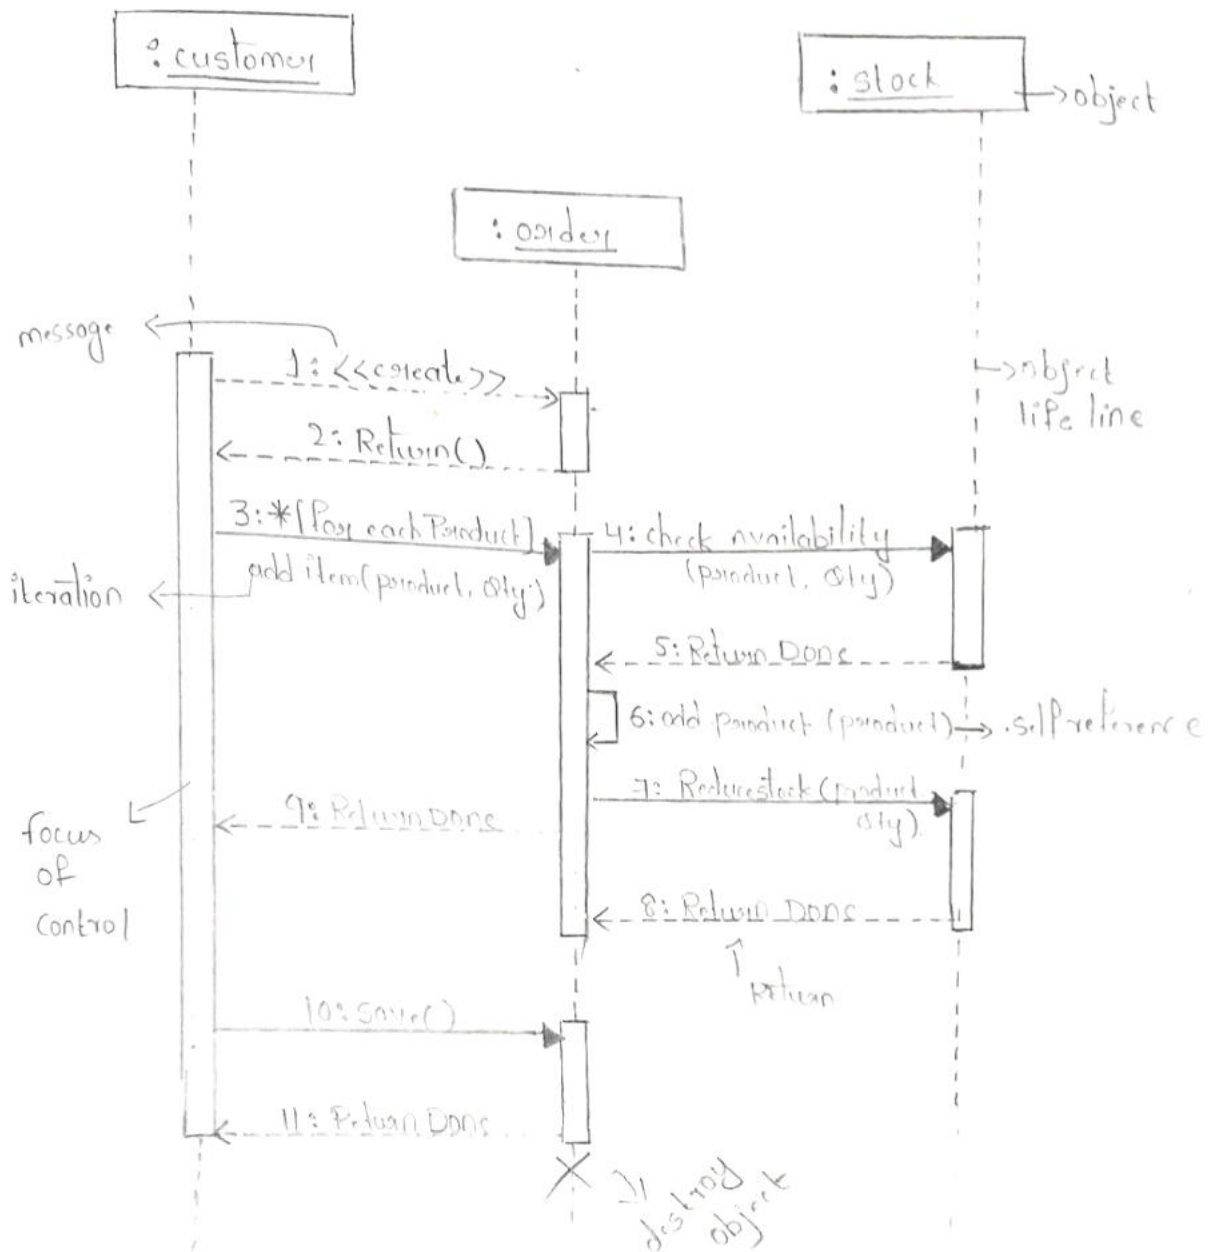 : customer
: stock
object
: order
message
1: <<create>>
object
life line
2: Return()
3: *[for each Product]
4: check availability
add item(product, Qty)
(product, Qty)
iteration
5: Return Done
6: add product (product)
self reference
7: Reducestock (product
Qty)
9: Return Done
focus
of
control
8: Return Done
Return
10: save()
11: Return Done
destroy
object